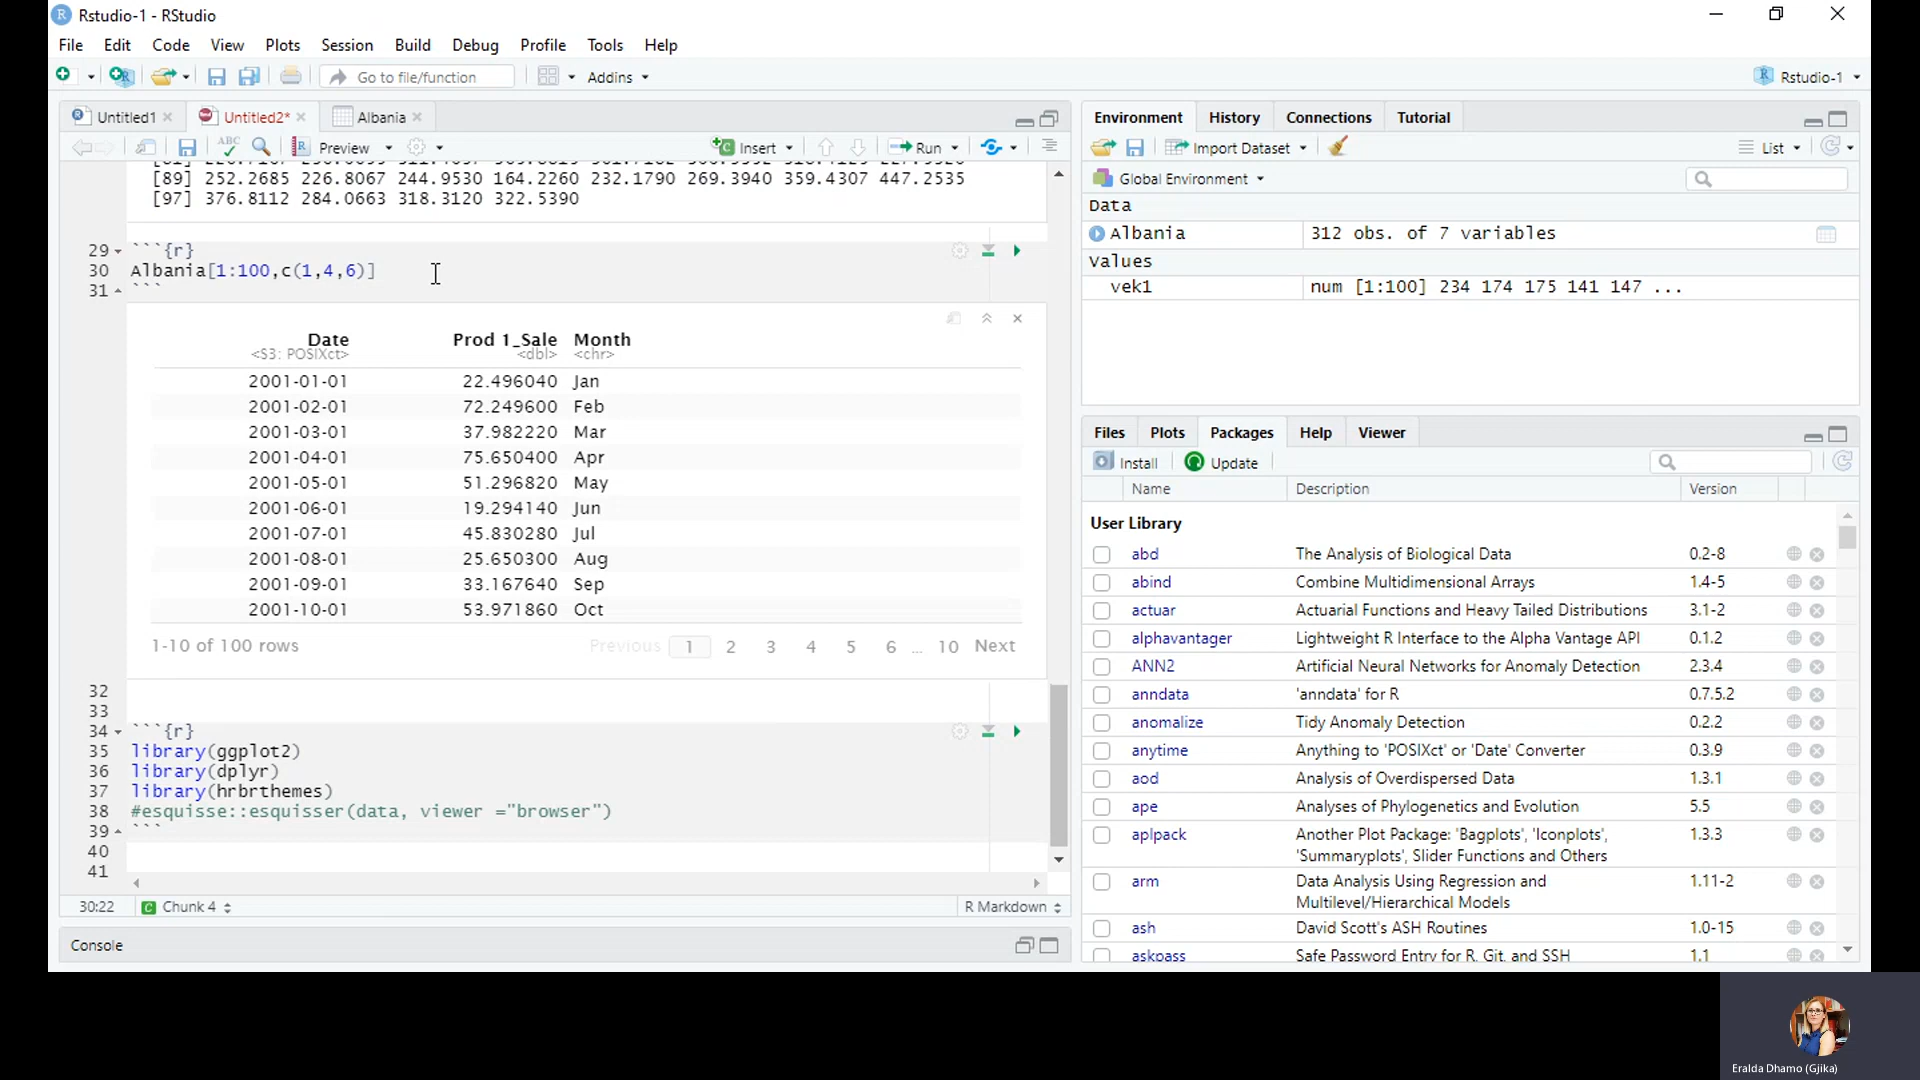 Rstudio-1 - RStudio
File Edit Code View Plots Session Build Debug Profile Tools Help
Go to file/function Addins Rstudio-1
Untitled1 Untitled2* Albania
Preview Insert Run
[89] 252.2685 226.8067 244.9530 164.2260 232.1790 269.3940 359.4307 447.2535
[97] 376.8112 284.0663 318.3120 322.5390
29 ```{r}
30 Albania[1:100,c(1,4,6)]
31 ```
Date Prod 1_Sale Month
<S3: POSIXct> <dbl> <chr>
2001-01-01 22.496040 Jan
2001-02-01 72.249600 Feb
2001-03-01 37.982220 Mar
2001-04-01 75.650400 Apr
2001-05-01 51.296820 May
2001-06-01 19.294140 Jun
2001-07-01 45.830280 Jul
2001-08-01 25.650300 Aug
2001-09-01 33.167640 Sep
2001-10-01 53.971860 Oct
1-10 of 100 rows Previous 1 2 3 4 5 6 ... 10 Next
32
33
34 ```{r}
35 library(ggplot2)
36 library(dplyr)
37 library(hrbrthemes)
38 #esquisse::esquisser(data, viewer ="browser")
39 ```
40
41
30:22 Chunk 4 R Markdown
Console
Environment History Connections Tutorial
Import Dataset List
Global Environment
Data
Albania 312 obs. of 7 variables
Values
vek1 num [1:100] 234 174 175 141 147 ...
Files Plots Packages Help Viewer
Install Update
Name Description Version
User Library
abd The Analysis of Biological Data 0.2-8
abind Combine Multidimensional Arrays 1.4-5
actuar Actuarial Functions and Heavy Tailed Distributions 3.1-2
alphavantager Lightweight R Interface to the Alpha Vantage API 0.1.2
ANN2 Artificial Neural Networks for Anomaly Detection 2.3.4
anndata 'anndata' for R 0.7.5.2
anomalize Tidy Anomaly Detection 0.2.2
anytime Anything to 'POSIXct' or 'Date' Converter 0.3.9
aod Analysis of Overdispersed Data 1.3.1
ape Analyses of Phylogenetics and Evolution 5.5
aplpack Another Plot Package: 'Bagplots', 'Iconplots', 1.3.3
'Summaryplots', Slider Functions and Others
arm Data Analysis Using Regression and 1.11-2
Multilevel/Hierarchical Models
ash David Scott's ASH Routines 1.0-15
askpass Safe Password Entry for R, Git, and SSH 1.1
Eralda Dhamo (Gjika)